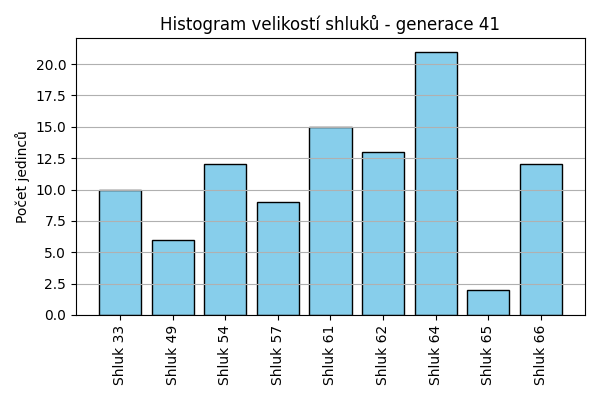 Histogram velikostí shluků - generace 41
Počet jedinců
20.0
17.5
15.0
12.5
10.0
7.5
5.0
2.5
0.0
Shluk 33
Shluk 49
Shluk 54
Shluk 57
Shluk 61
Shluk 62
Shluk 64
Shluk 65
Shluk 66